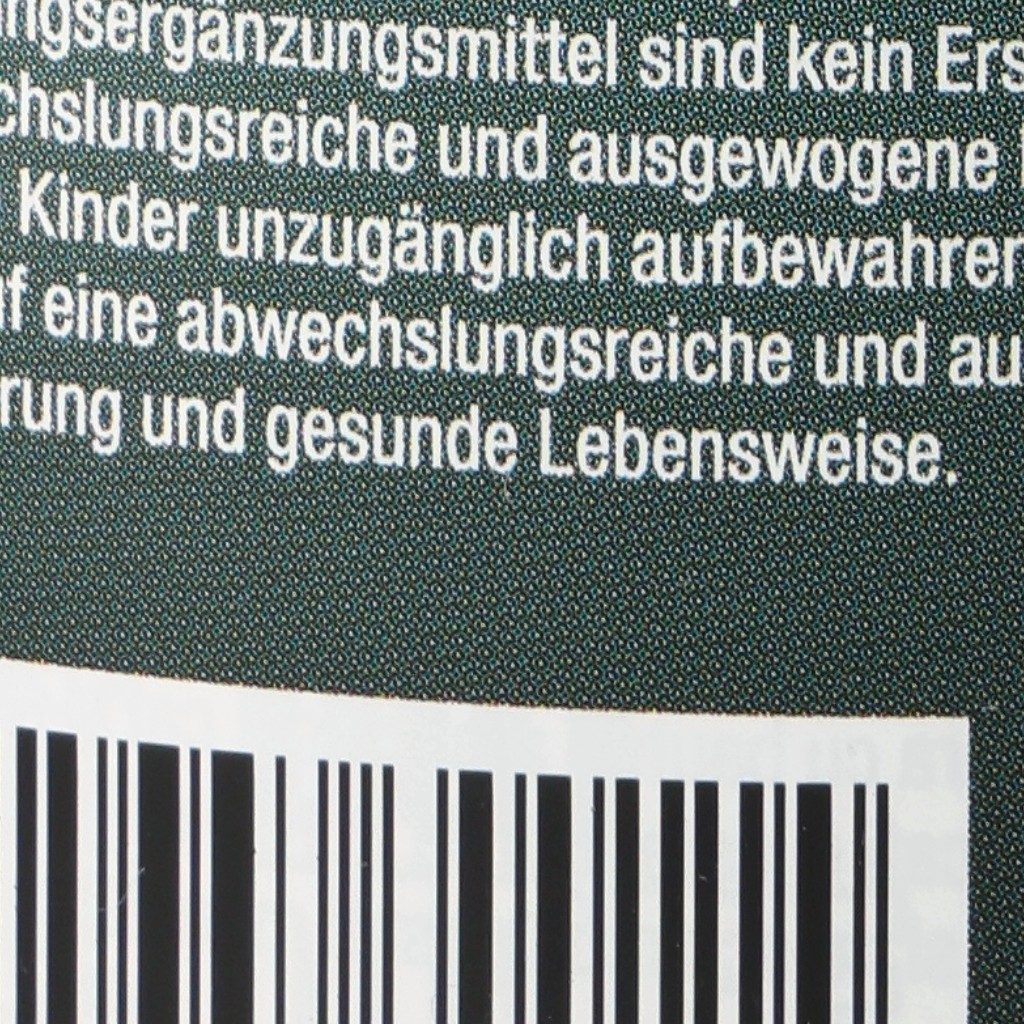 ngsergänzungsmittel sind kein Ers
chslungsreiche und ausgewogene
Kinder unzugänglich aufbewahren
f eine abwechslungsreiche und au
rung und gesunde Lebensweise.